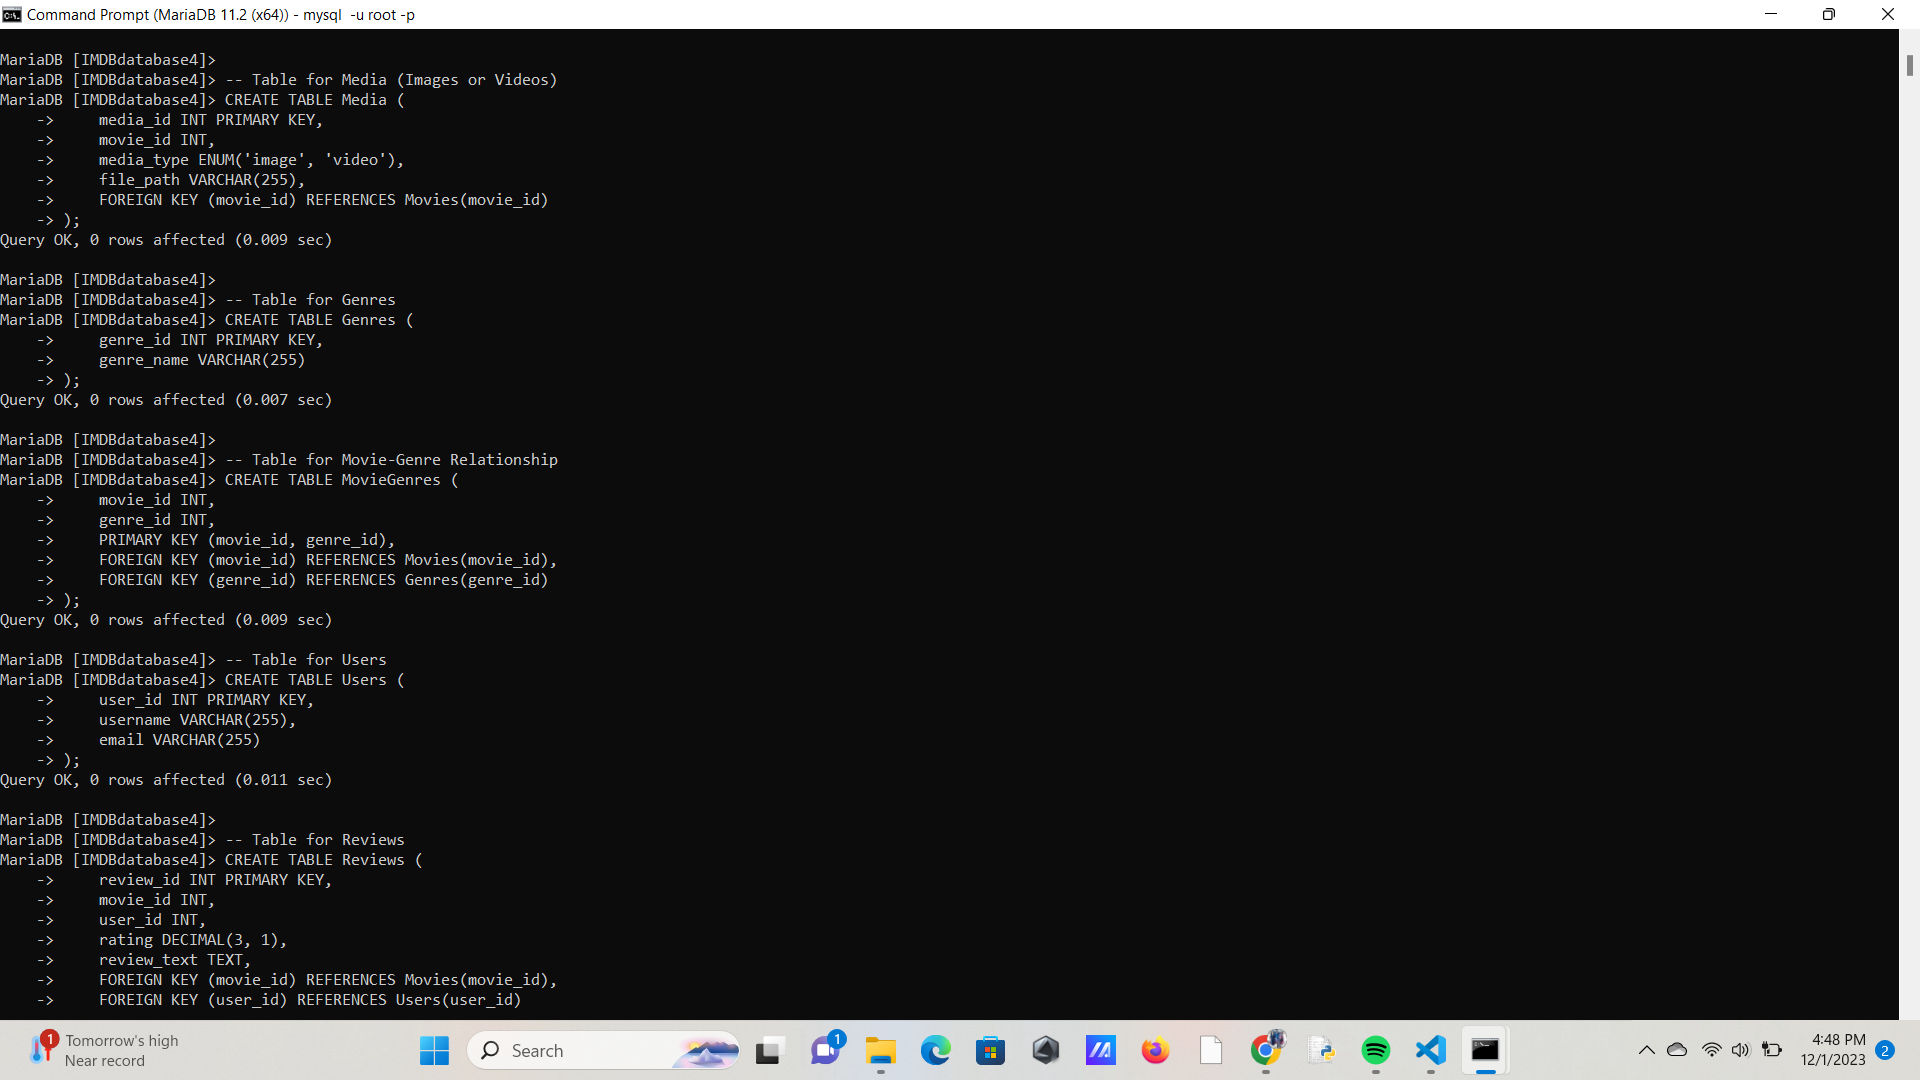 Command Prompt (MariaDB 11.2 (x64)) - mysql  -u root -p
MariaDB [IMDBdatabase4]>
MariaDB [IMDBdatabase4]> -- Table for Media (Images or Videos)
MariaDB [IMDBdatabase4]> CREATE TABLE Media (
    ->     media_id INT PRIMARY KEY,
    ->     movie_id INT,
    ->     media_type ENUM('image', 'video'),
    ->     file_path VARCHAR(255),
    ->     FOREIGN KEY (movie_id) REFERENCES Movies(movie_id)
    -> );
Query OK, 0 rows affected (0.009 sec)
MariaDB [IMDBdatabase4]>
MariaDB [IMDBdatabase4]> -- Table for Genres
MariaDB [IMDBdatabase4]> CREATE TABLE Genres (
    ->     genre_id INT PRIMARY KEY,
    ->     genre_name VARCHAR(255)
    -> );
Query OK, 0 rows affected (0.007 sec)
MariaDB [IMDBdatabase4]>
MariaDB [IMDBdatabase4]> -- Table for Movie-Genre Relationship
MariaDB [IMDBdatabase4]> CREATE TABLE MovieGenres (
    ->     movie_id INT,
    ->     genre_id INT,
    ->     PRIMARY KEY (movie_id, genre_id),
    ->     FOREIGN KEY (movie_id) REFERENCES Movies(movie_id),
    ->     FOREIGN KEY (genre_id) REFERENCES Genres(genre_id)
    -> );
Query OK, 0 rows affected (0.009 sec)
MariaDB [IMDBdatabase4]> -- Table for Users
MariaDB [IMDBdatabase4]> CREATE TABLE Users (
    ->     user_id INT PRIMARY KEY,
    ->     username VARCHAR(255),
    ->     email VARCHAR(255)
    -> );
Query OK, 0 rows affected (0.011 sec)
MariaDB [IMDBdatabase4]>
MariaDB [IMDBdatabase4]> -- Table for Reviews
MariaDB [IMDBdatabase4]> CREATE TABLE Reviews (
    ->     review_id INT PRIMARY KEY,
    ->     movie_id INT,
    ->     user_id INT,
    ->     rating DECIMAL(3, 1),
    ->     review_text TEXT,
    ->     FOREIGN KEY (movie_id) REFERENCES Movies(movie_id),
    ->     FOREIGN KEY (user_id) REFERENCES Users(user_id)
1
Tomorrow's high
Near record
Search
1
4:48 PM
12/1/2023
2